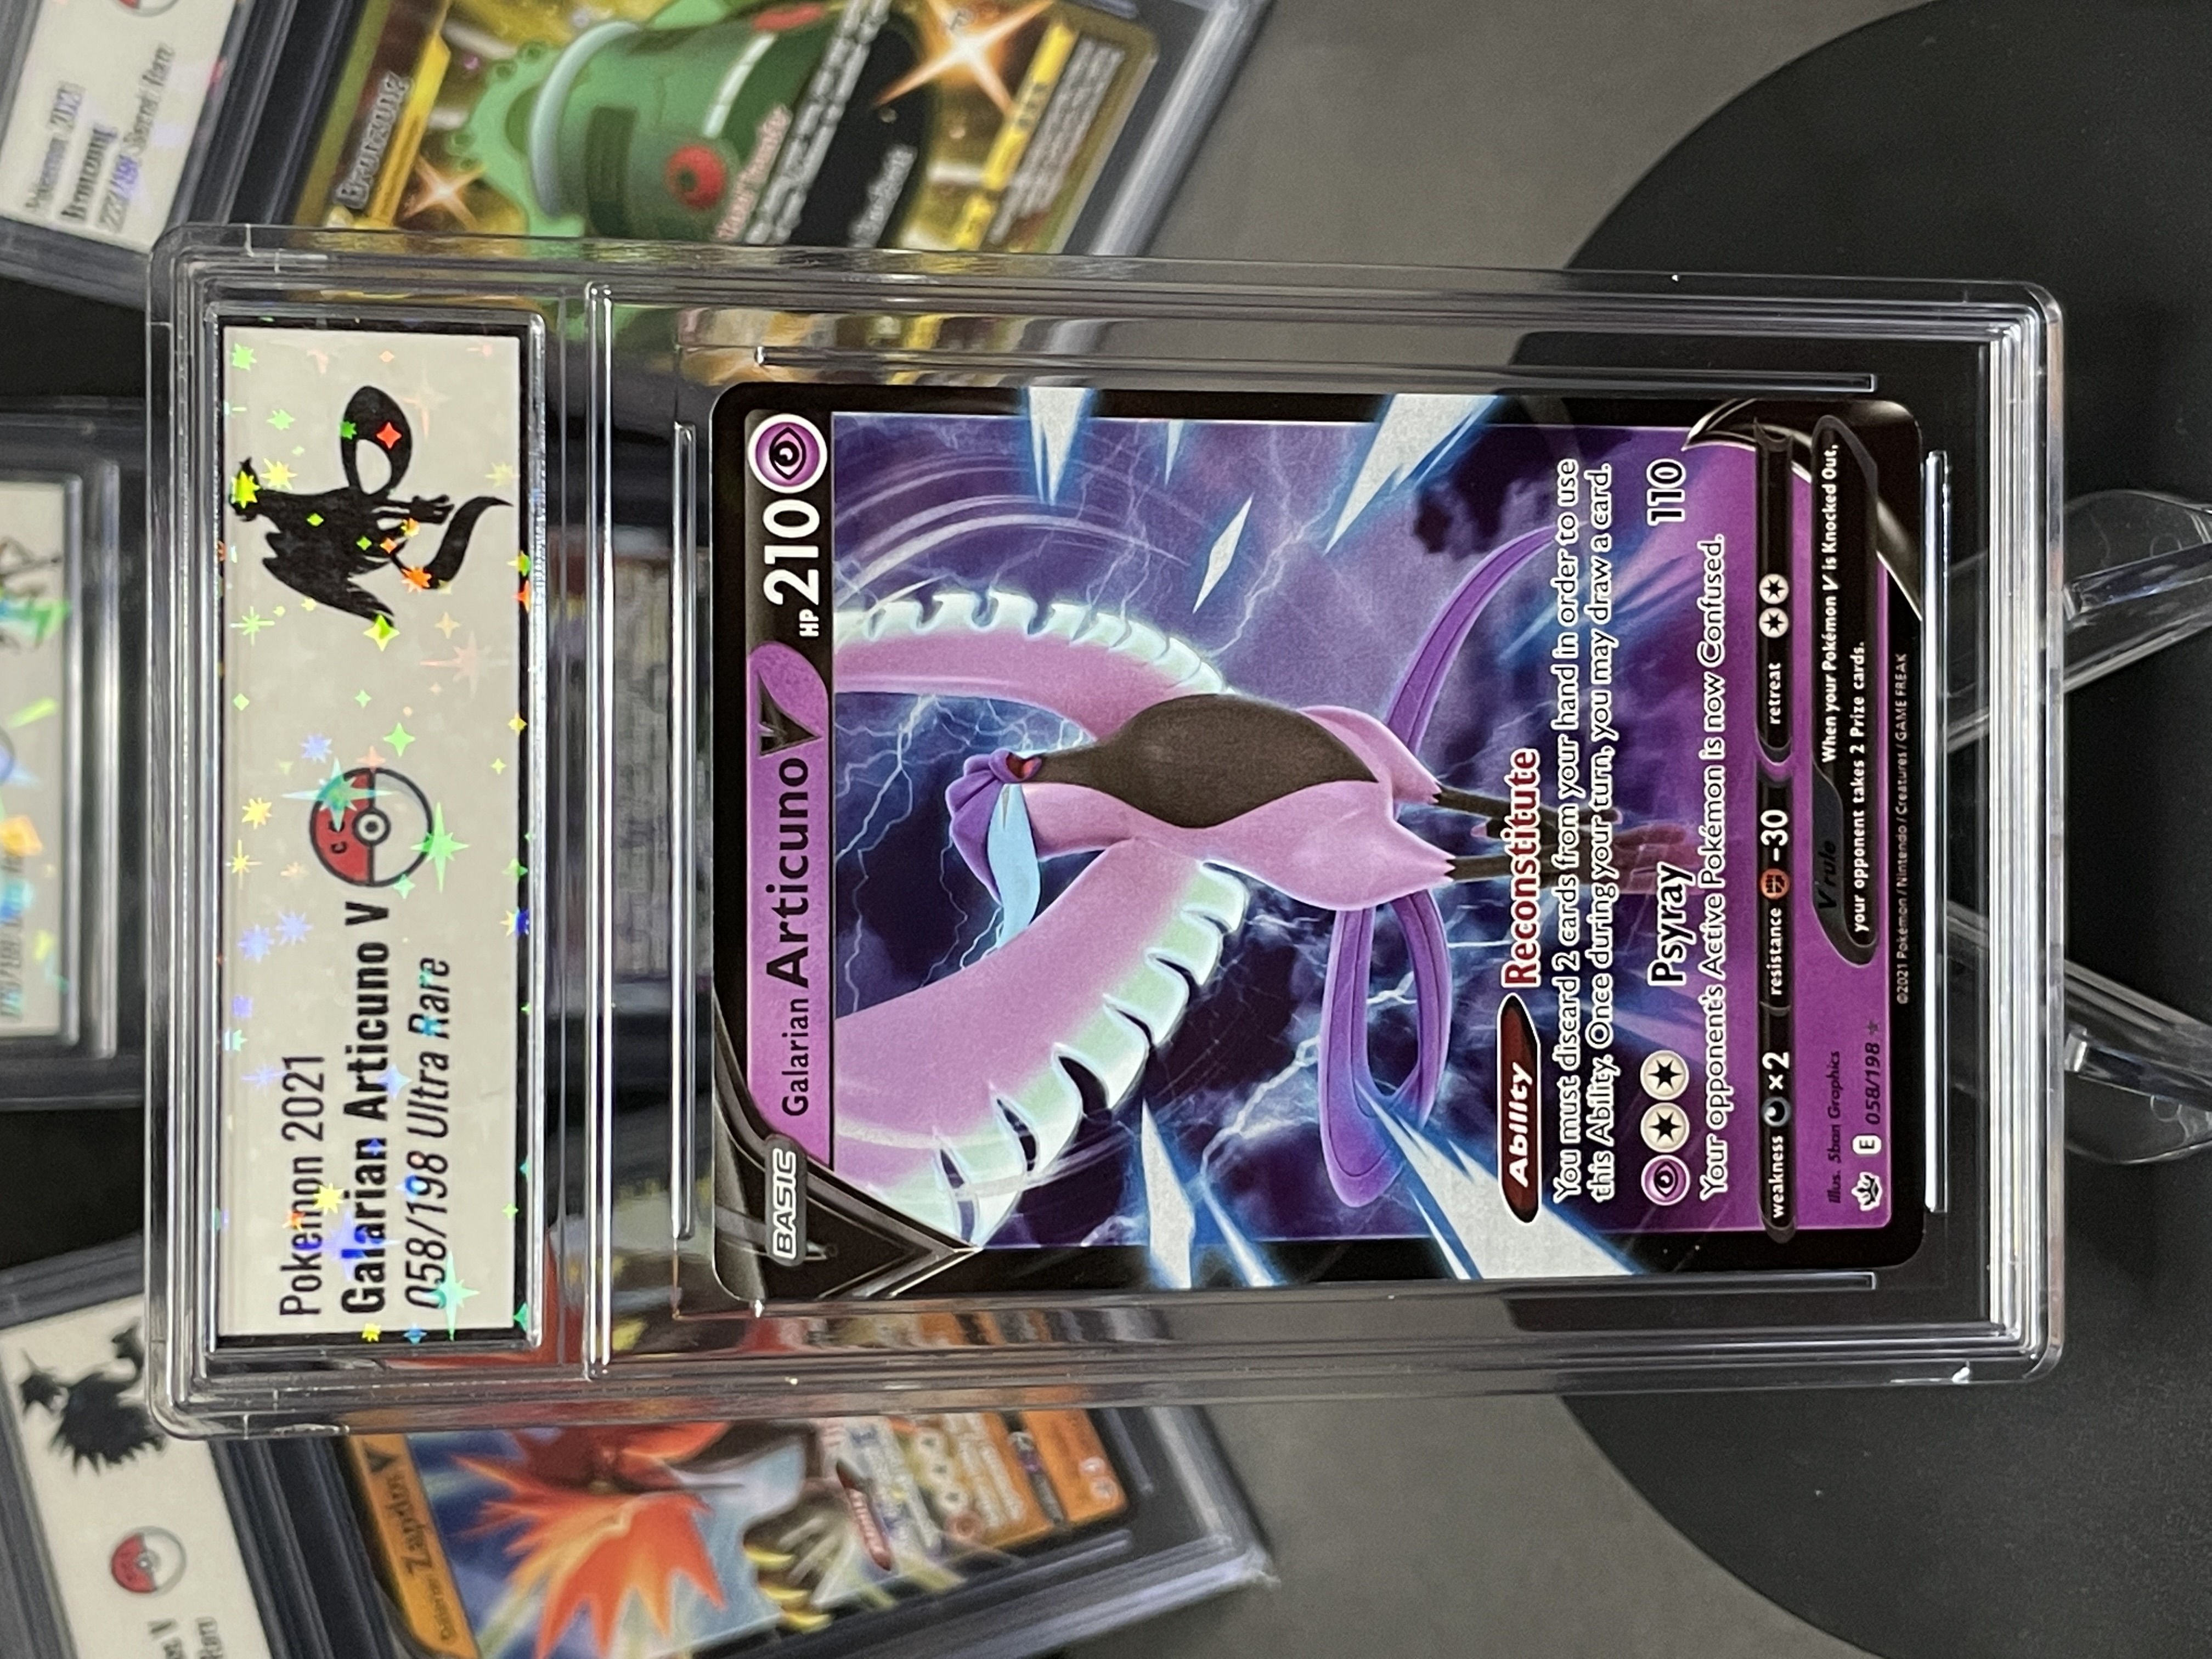 Pokemon 2021
Galarian Articuno V
058/198 Ultra Rare
Pokemon 2021
Bronzong
Secret Rare
V
Rare
Zapdos V
Bronzong
Ability
BASIC
Galarian Articuno V
HP 210
Ability Reconstitute
You must discard 2 cards from your hand in order to use
this Ability. Once during your turn, you may draw a card.
Psyray 110
Your opponent's Active Pokémon is now Confused.
weakness ×2 resistance -30 retreat
Illus. 5ban Graphics
V rule When your Pokémon V is Knocked Out,
your opponent takes 2 Prize cards.
E 058/198
©2021 Pokémon / Nintendo / Creatures / GAME FREAK